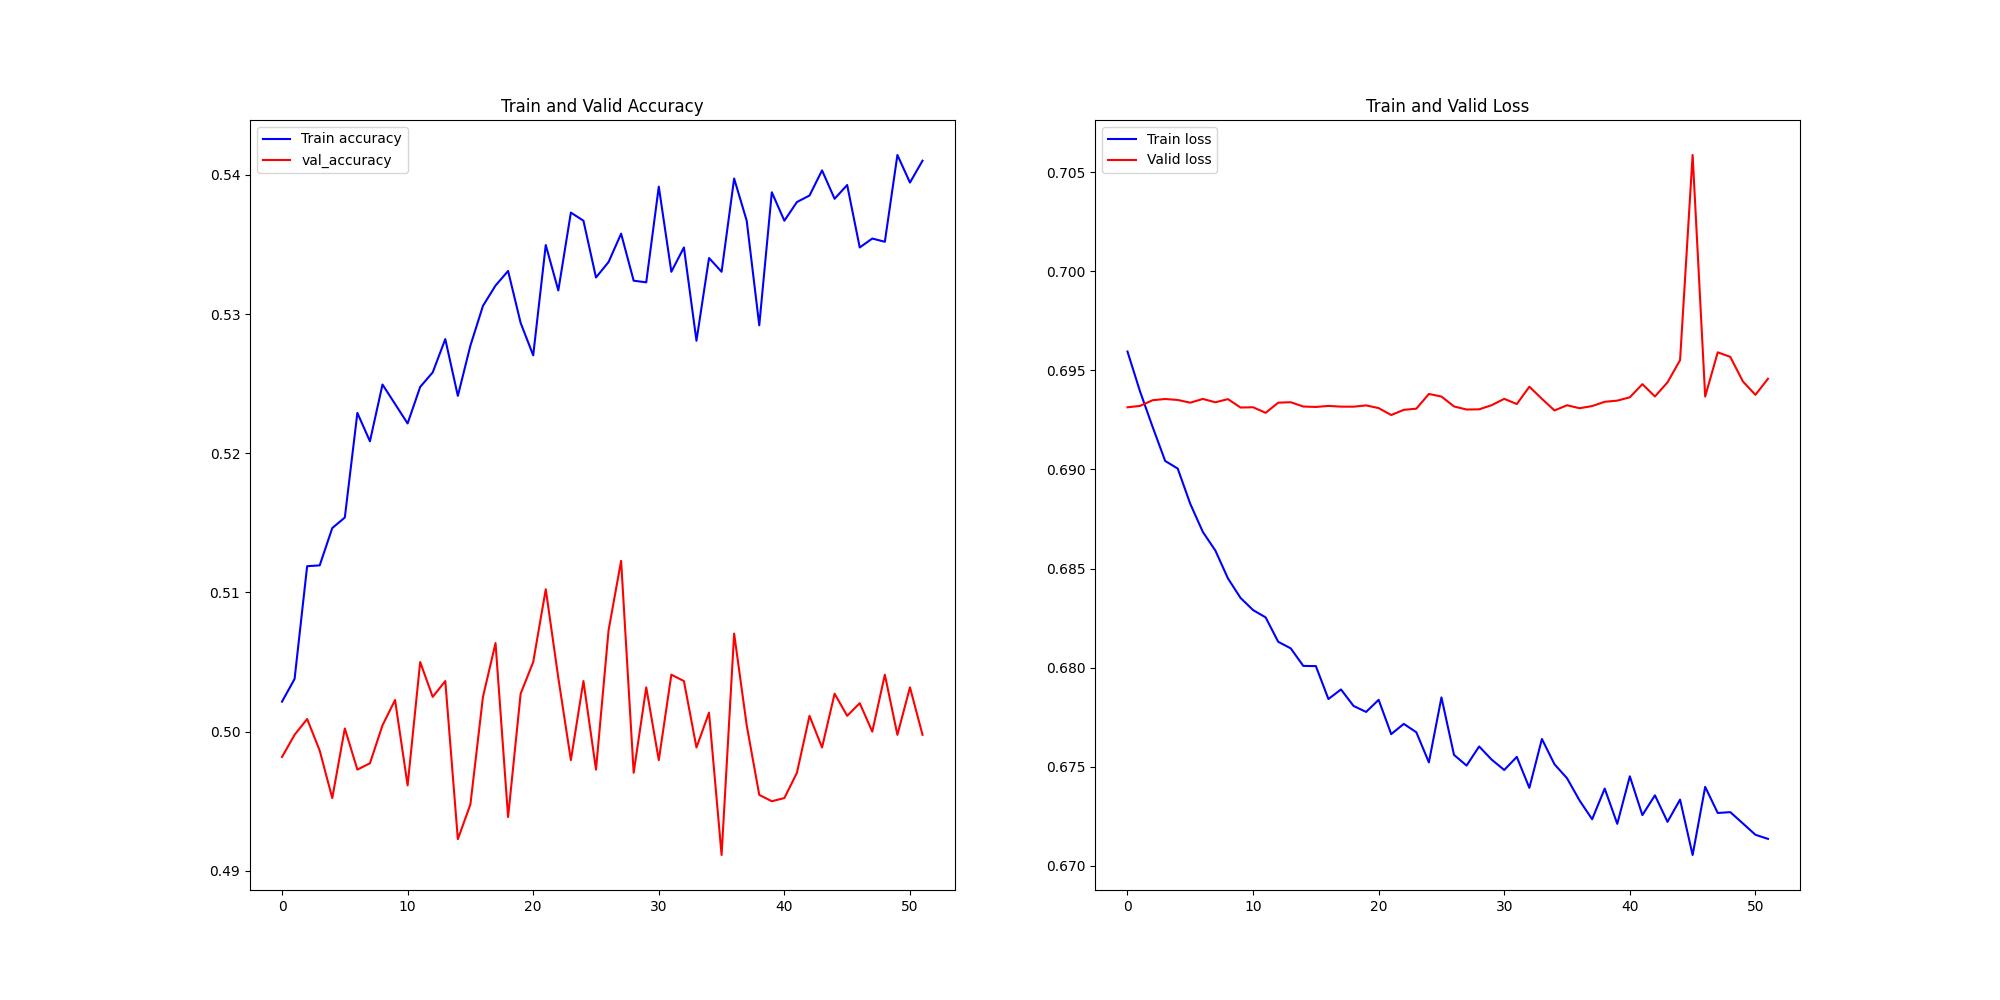 Train and Valid Accuracy
Train accuracy
val_accuracy
0.54
0.53
0.52
0.51
0.50
0.49
0 10 20 30 40 50
Train and Valid Loss
Train loss
Valid loss
0.705
0.700
0.695
0.690
0.685
0.680
0.675
0.670
0 10 20 30 40 50